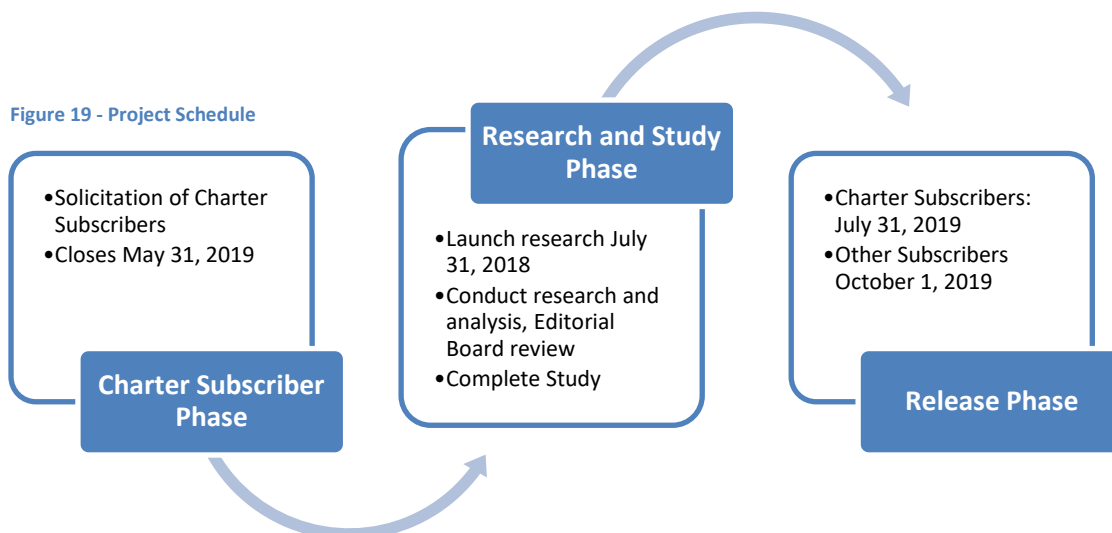 Figure 19 - Project Schedule
•Solicitation of Charter
Subscribers
•Closes May 31, 2019
Charter Subscriber
Phase
Research and Study
Phase
•Launch research July
31, 2018
•Conduct research and
analysis, Editorial
Board review
•Complete Study
•Charter Subscribers:
July 31, 2019
•Other Subscribers
October 1, 2019
Release Phase